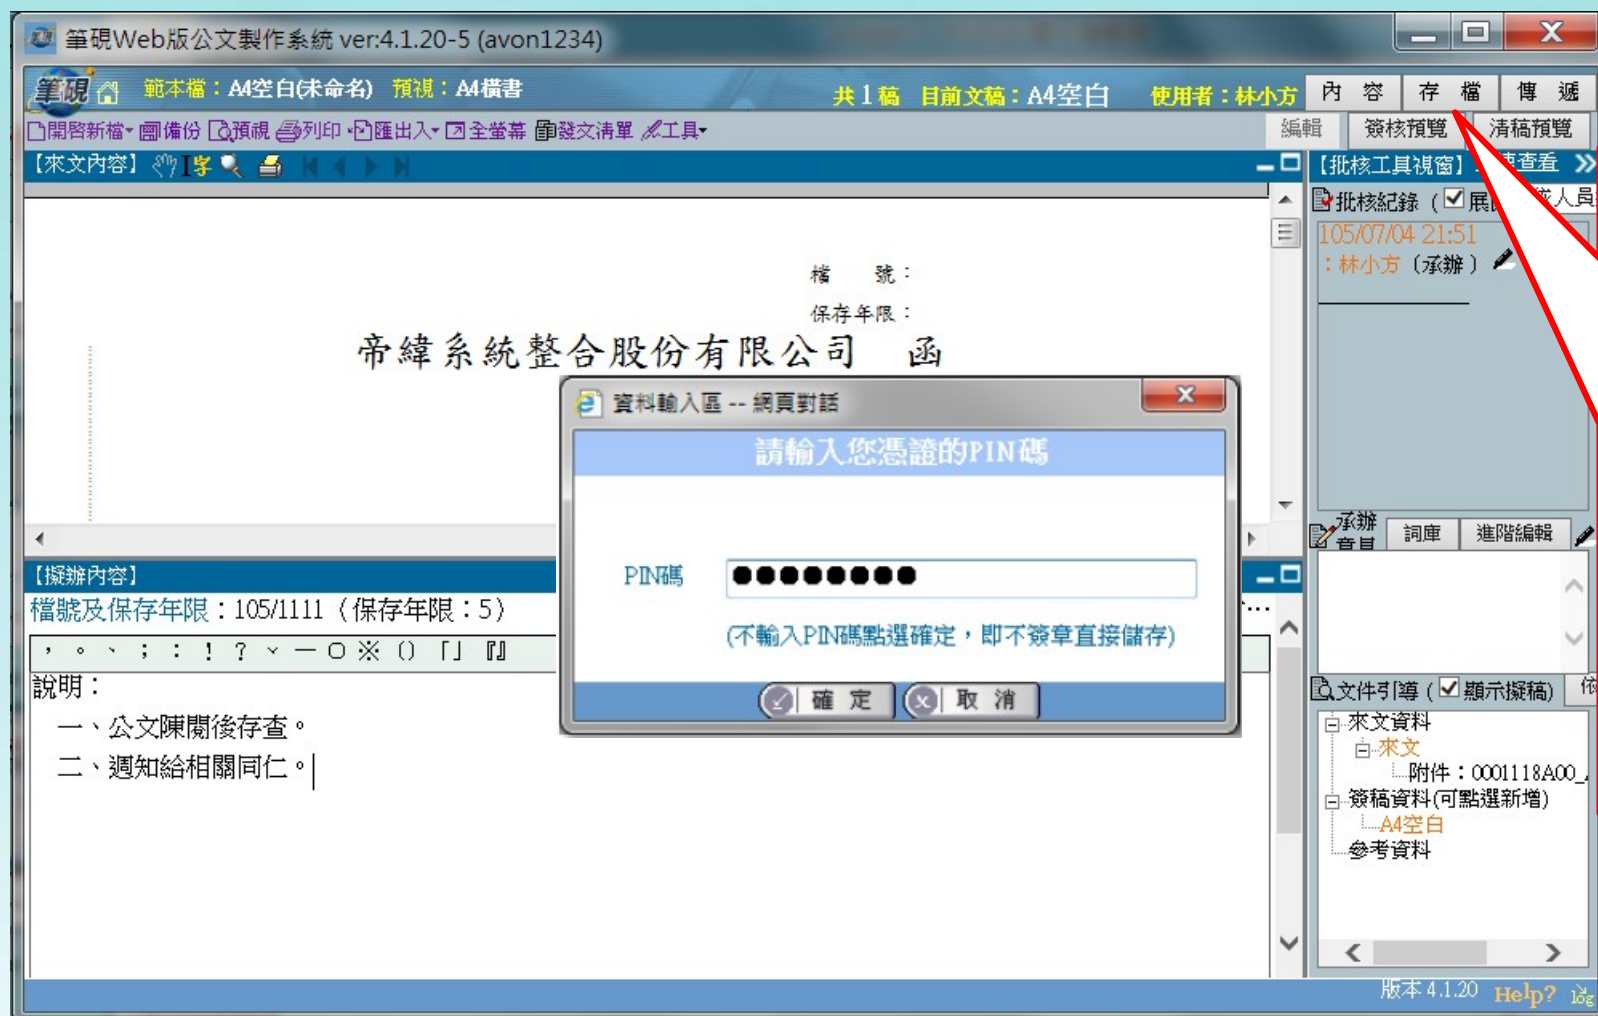 筆硯Web版公文製作系統 ver:4.1.20-5 (avon1234)
筆硯 範本檔：A4空白(未命名) 預視：A4橫書 共1稿 目前文稿：A4空白 使用者：林小方 內 容 存 檔 傳 遞
開啓新檔 備份 預視 列印 匯出入 全螢幕 發文清單 工具 編輯 簽核預覽 清稿預覽
【來文內容】 字
【批核工具視窗】 查看
批核紀錄 ( 展 人員
105/07/04 21:51
：林小方（承辦）
檔 號：
保存年限：
帝緯系統整合股份有限公司 函
資料輸入區 -- 網頁對話
請輸入您憑證的PIN碼
PIN碼 ●●●●●●●●
(不輸入PIN碼點選確定，即不簽章直接儲存)
確 定 取 消
承辦 詞庫 進階編輯
【擬辦內容】
檔號及保存年限：105/1111（保存年限：5）
，。、；：！？ˇ—○※（）「」『』
說明：
一、公文陳閱後存查。
二、週知給相關同仁。
文件引導 ( 顯示擬稿)
來文資料
來文
附件：0001118A00_
簽稿資料(可點選新增)
A4空白
參考資料
版本 4.1.20 Help? log